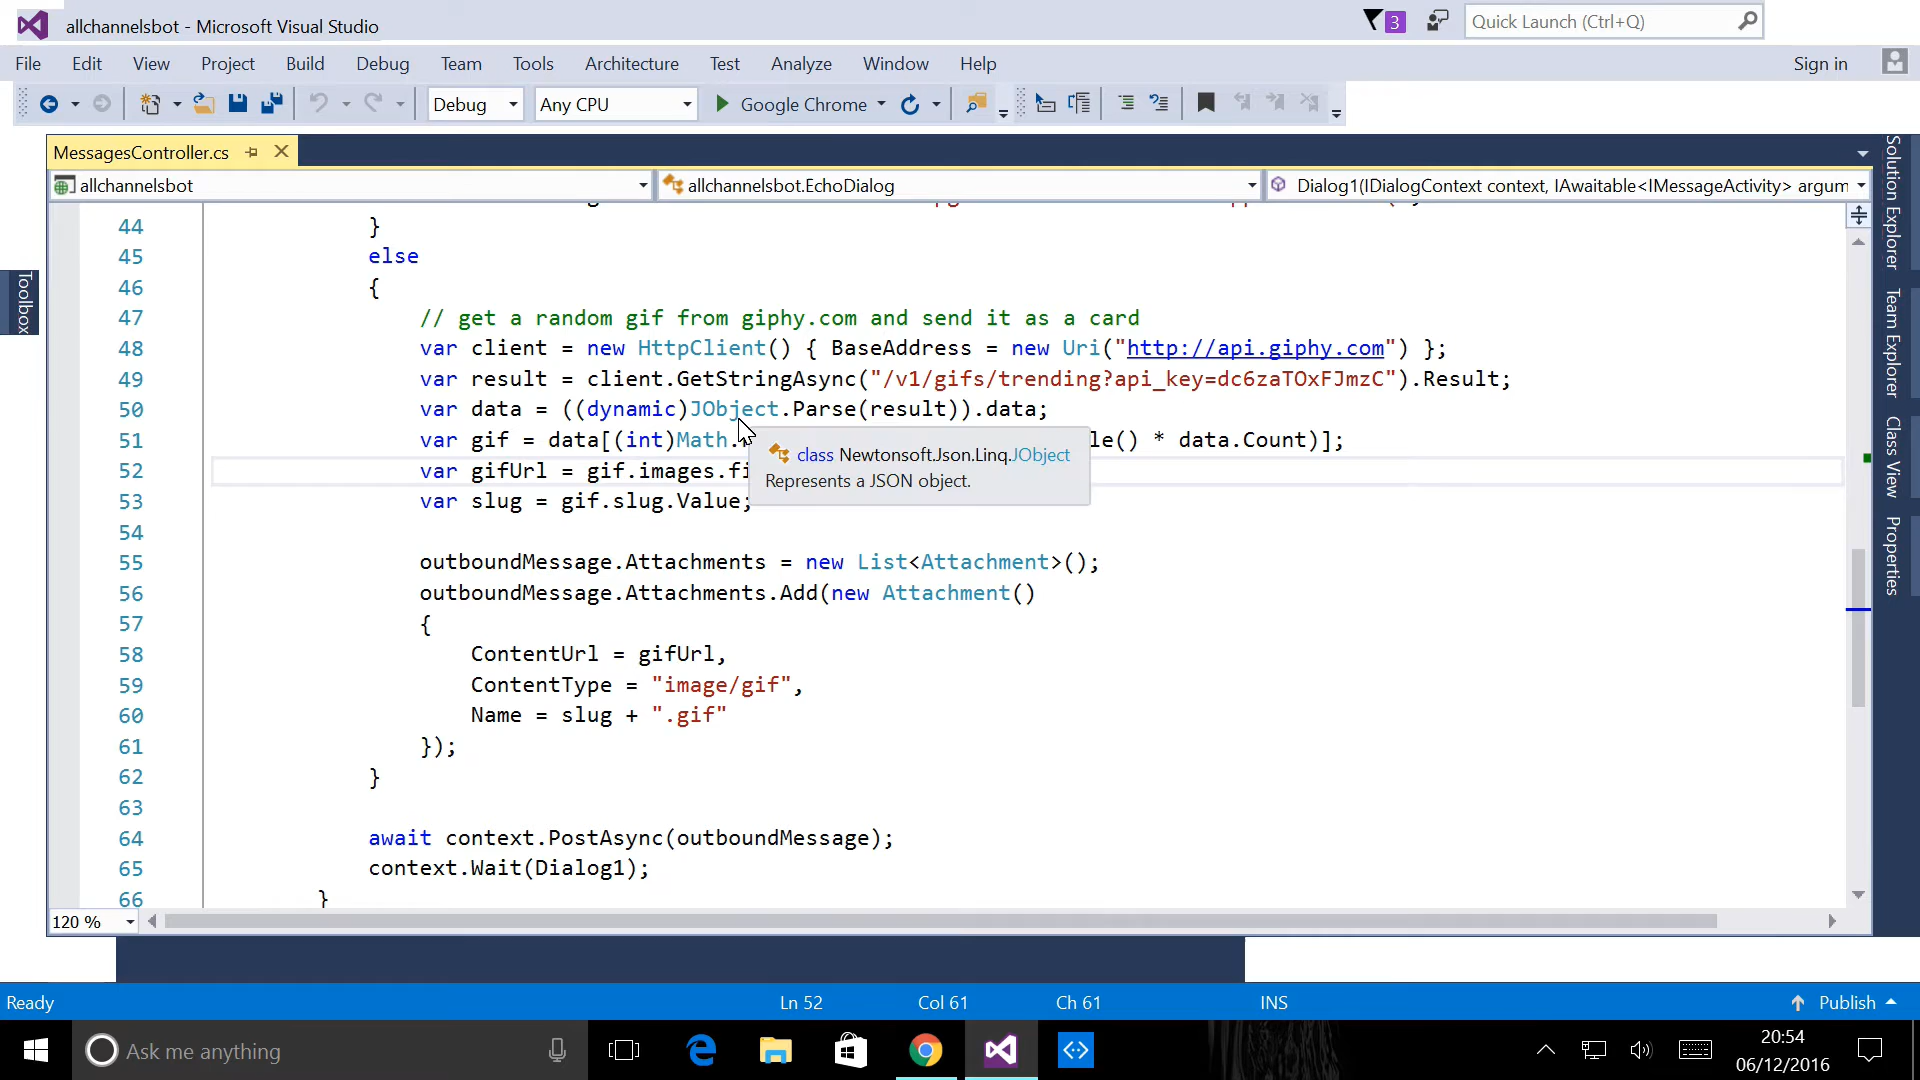 allchannelsbot - Microsoft Visual Studio
3
Quick Launch (Ctrl+Q)
File Edit View Project Build Debug Team Tools Architecture Test Analyze Window Help
Sign in
Debug
Any CPU
Google Chrome
MessagesController.cs
allchannelsbot
allchannelsbot.EchoDialog
Dialog1(IDialogContext context, IAwaitable<IMessageActivity> argum
Toolbox
Solution Explorer
Team Explorer
Class View
Properties
44 }
45 else
46 {
47 // get a random gif from giphy.com and send it as a card
48 var client = new HttpClient() { BaseAddress = new Uri("http://api.giphy.com") };
49 var result = client.GetStringAsync("/v1/gifs/trending?api_key=dc6zaTOxFJmzC").Result;
50 var data = ((dynamic)JObject.Parse(result)).data;
51 var gif = data[(int)Math. le() * data.Count)];
52 var gifUrl = gif.images.fi
class Newtonsoft.Json.Linq.JObject
Represents a JSON object.
53 var slug = gif.slug.Value;
54
55 outboundMessage.Attachments = new List<Attachment>();
56 outboundMessage.Attachments.Add(new Attachment()
57 {
58 ContentUrl = gifUrl,
59 ContentType = "image/gif",
60 Name = slug + ".gif"
61 });
62 }
63
64 await context.PostAsync(outboundMessage);
65 context.Wait(Dialog1);
66 }
120 %
Ready
Ln 52
Col 61
Ch 61
INS
Publish
Ask me anything
20:54
06/12/2016